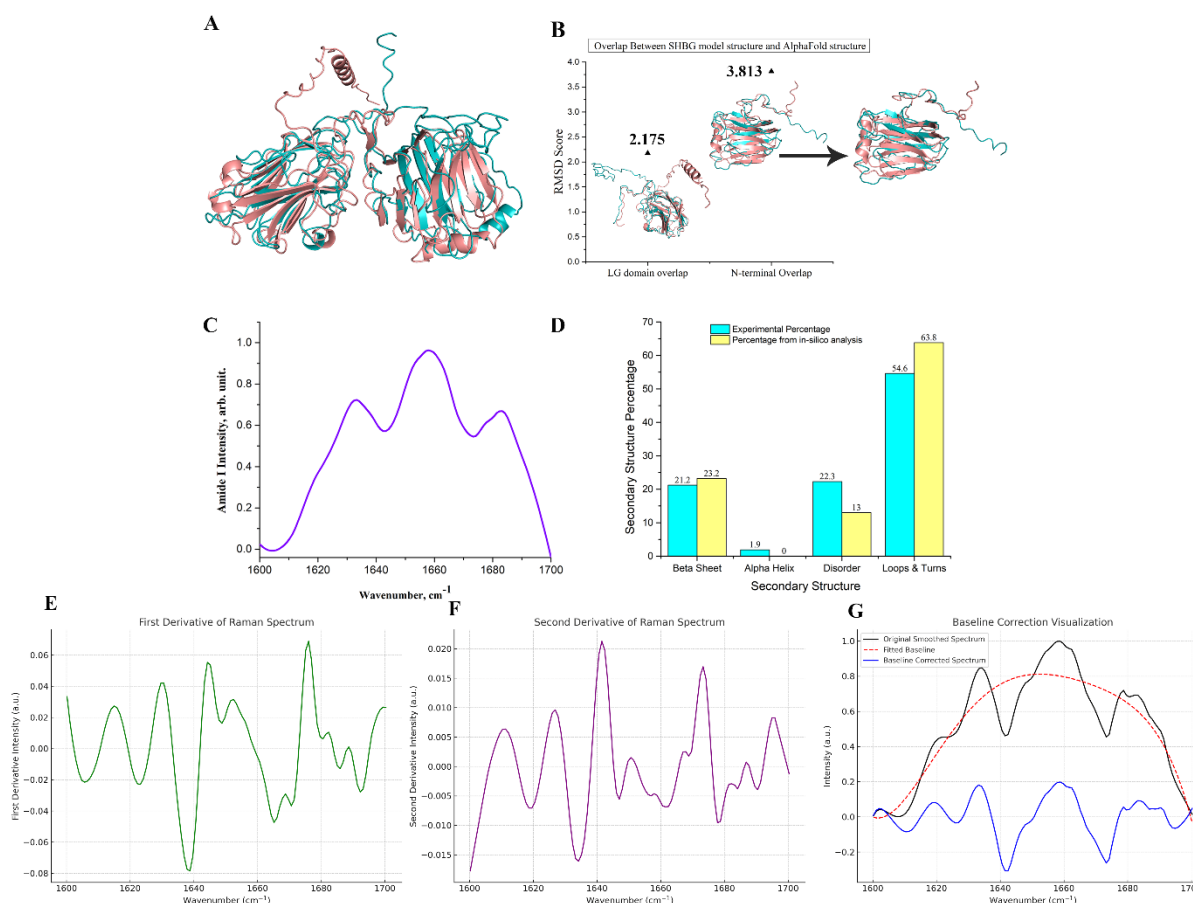 A
B
Overlap Between SHBG model structure and AlphaFold structure
4.0
3.5
3.0
2.5
2.0
1.5
1.0
0.5
0.0
RMSD Score
3.813
2.175
LG domain overlap
N-terminal Overlap
C
1.0
0.8
0.6
0.4
0.2
0.0
Amide I Intensity, arb. unit.
1600 1620 1640 1660 1680 1700
Wavenumber, cm⁻¹
D
70
60
50
40
30
20
10
0
Secondary Structure Percentage
Experimental Percentage
Percentage from in-silico analysis
21.2 23.2
1.9 0
22.3 13
54.6 63.8
Beta Sheet Alpha Helix Disorder Loops & Turns
Secondary Structure
E
First Derivative of Raman Spectrum
0.06
0.04
0.02
0.00
−0.02
−0.04
−0.06
−0.08
First Derivative Intensity (a.u.)
1600 1620 1640 1660 1680 1700
Wavenumber (cm⁻¹)
F
Second Derivative of Raman Spectrum
0.020
0.015
0.010
0.005
0.000
−0.005
−0.010
−0.015
Second Derivative Intensity (a.u.)
1600 1620 1640 1660 1680 1700
Wavenumber (cm⁻¹)
G
Baseline Correction Visualization
Original Smoothed Spectrum
Fitted Baseline
Baseline Corrected Spectrum
1.0
0.8
0.6
0.4
0.2
0.0
−0.2
Intensity (a.u.)
1600 1620 1640 1660 1680
Wavenumber (cm⁻¹)